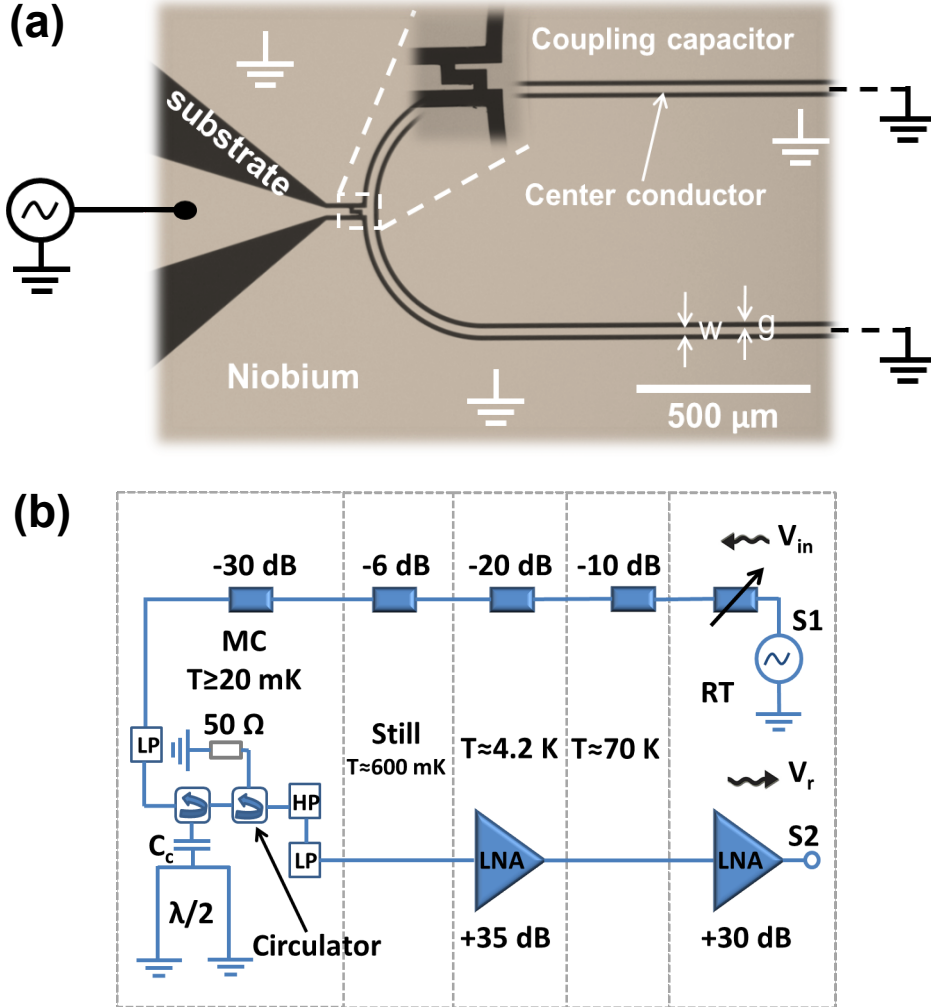 (a)
Coupling capacitor
substrate
Center conductor
w
g
Niobium
500 μm
(b)
V_in
-30 dB
-6 dB
-20 dB
-10 dB
S1
MC
T≥20 mK
RT
50 Ω
LP
Still
T≈600 mK
T≈4.2 K
T≈70 K
V_r
HP
S2
C_c
LP
LNA
LNA
λ/2
Circulator
+35 dB
+30 dB